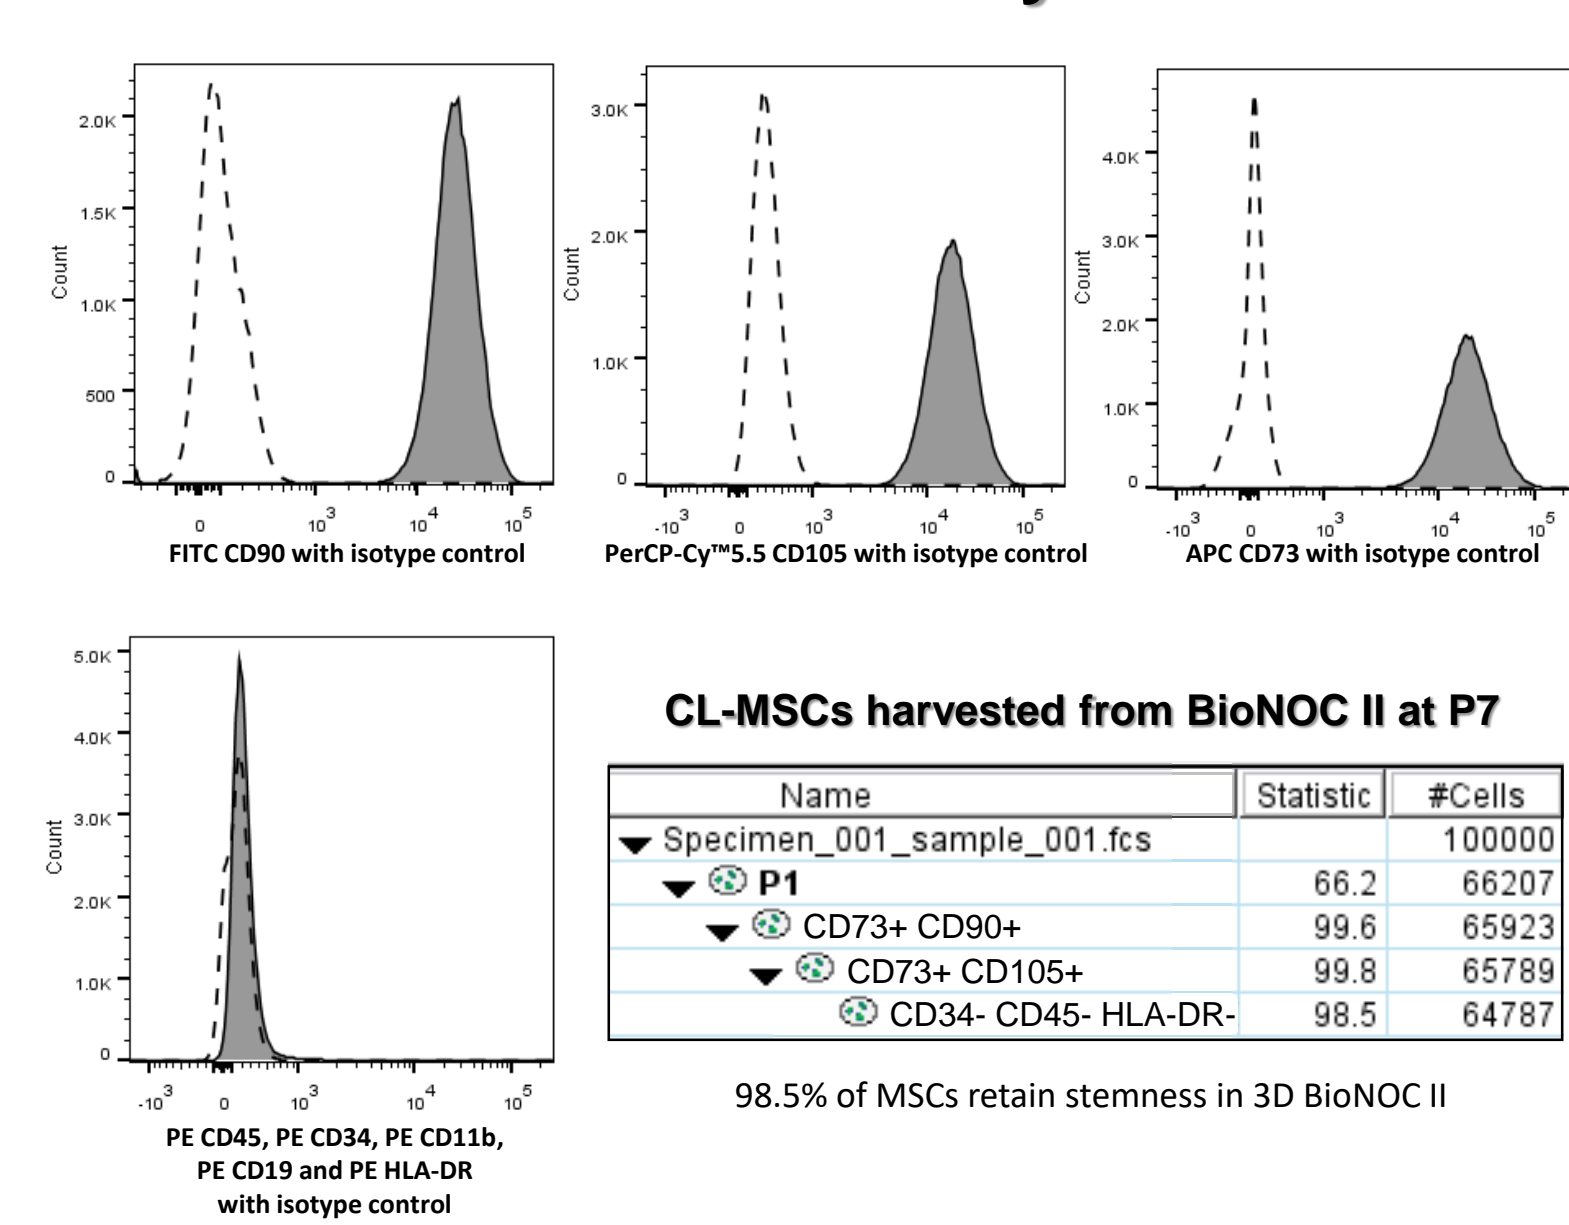 2.0K
1.5K
1.0K
500
0
Count
0 10^3 10^4 10^5
FITC CD90 with isotype control
3.0K
2.0K
1.0K
0
Count
-10^3 0 10^3 10^4 10^5
PerCP-Cy™5.5 CD105 with isotype control
4.0K
3.0K
2.0K
1.0K
0
Count
-10^3 0 10^3 10^4 10^5
APC CD73 with isotype control
5.0K
4.0K
3.0K
2.0K
1.0K
0
Count
-10^3 0 10^3 10^4 10^5
PE CD45, PE CD34, PE CD11b,
PE CD19 and PE HLA-DR
with isotype control
CL-MSCs harvested from BioNOC II at P7
Name Statistic #Cells
Specimen_001_sample_001.fcs 100000
P1 66.2 66207
CD73+ CD90+ 99.6 65923
CD73+ CD105+ 99.8 65789
CD34- CD45- HLA-DR- 98.5 64787
98.5% of MSCs retain stemness in 3D BioNOC II